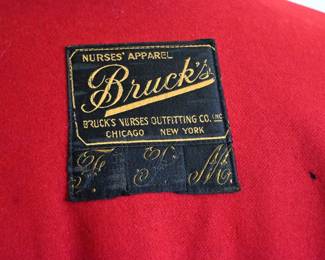 NURSES' APPAREL
Bruck's
BRUCK'S NURSES OUTFITTING CO. INC
CHICAGO NEW YORK